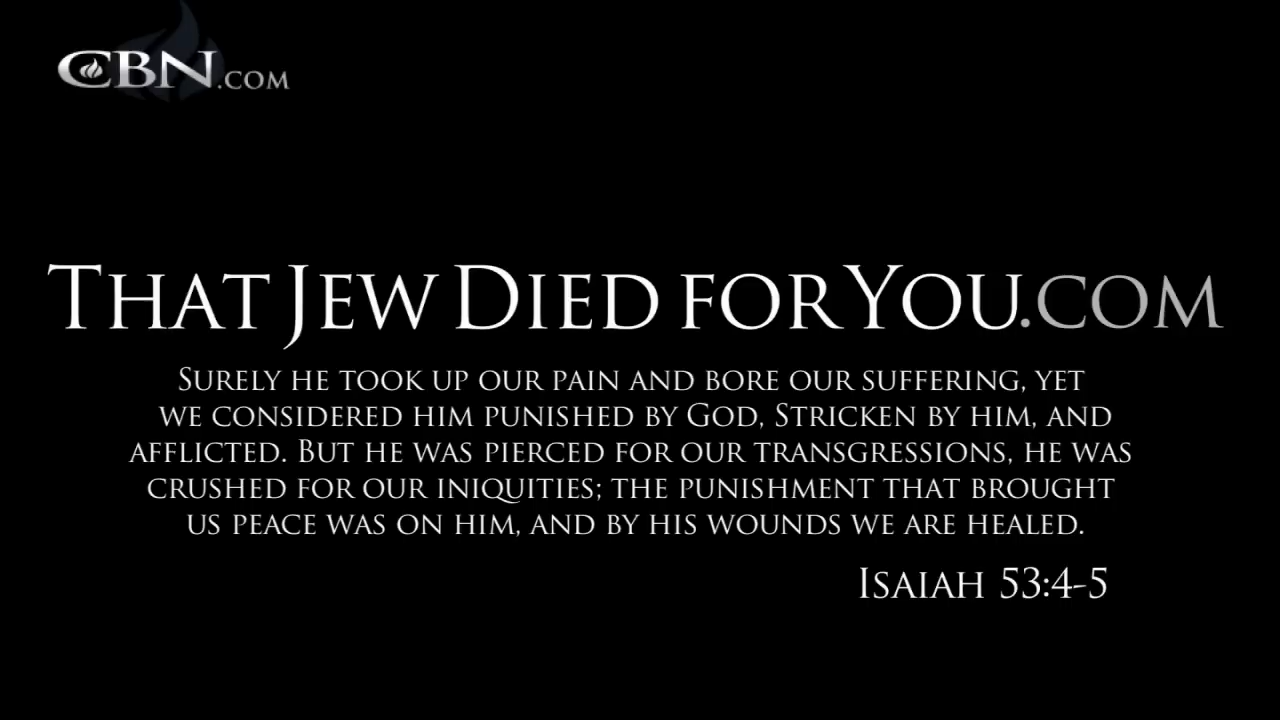 CBN.com
That Jew Died for You.com
Surely he took up our pain and bore our suffering, yet
we considered him punished by God, Stricken by him, and
afflicted. But he was pierced for our transgressions, he was
crushed for our iniquities; the punishment that brought
us peace was on him, and by his wounds we are healed.
Isaiah 53:4-5